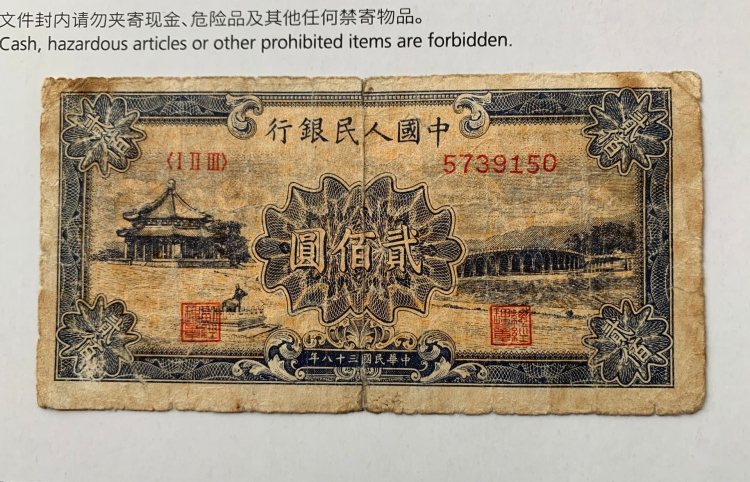 文件封内请勿夹寄现金、危险品及其他任何禁寄物品。
Cash, hazardous articles or other prohibited items are forbidden.
行銀民人國中
〈I II III〉
5739150
圓佰貳
年八十三國民華中